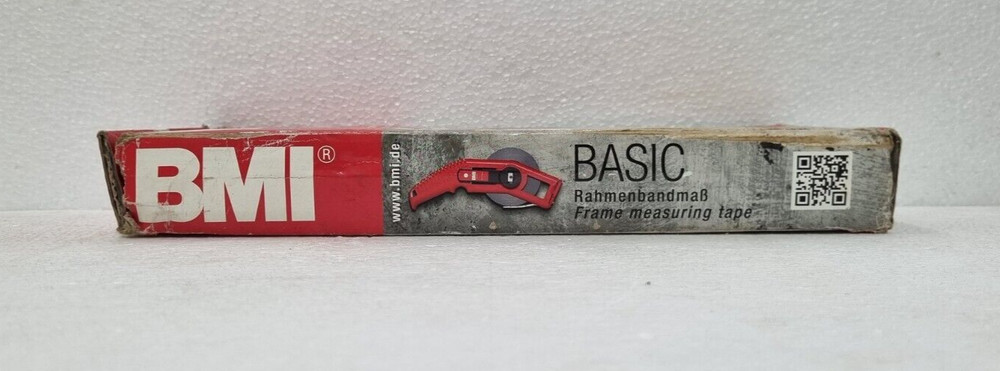 BMI®
www.bmi.de
BASIC
Rahmenbandmaß
Frame measuring tape